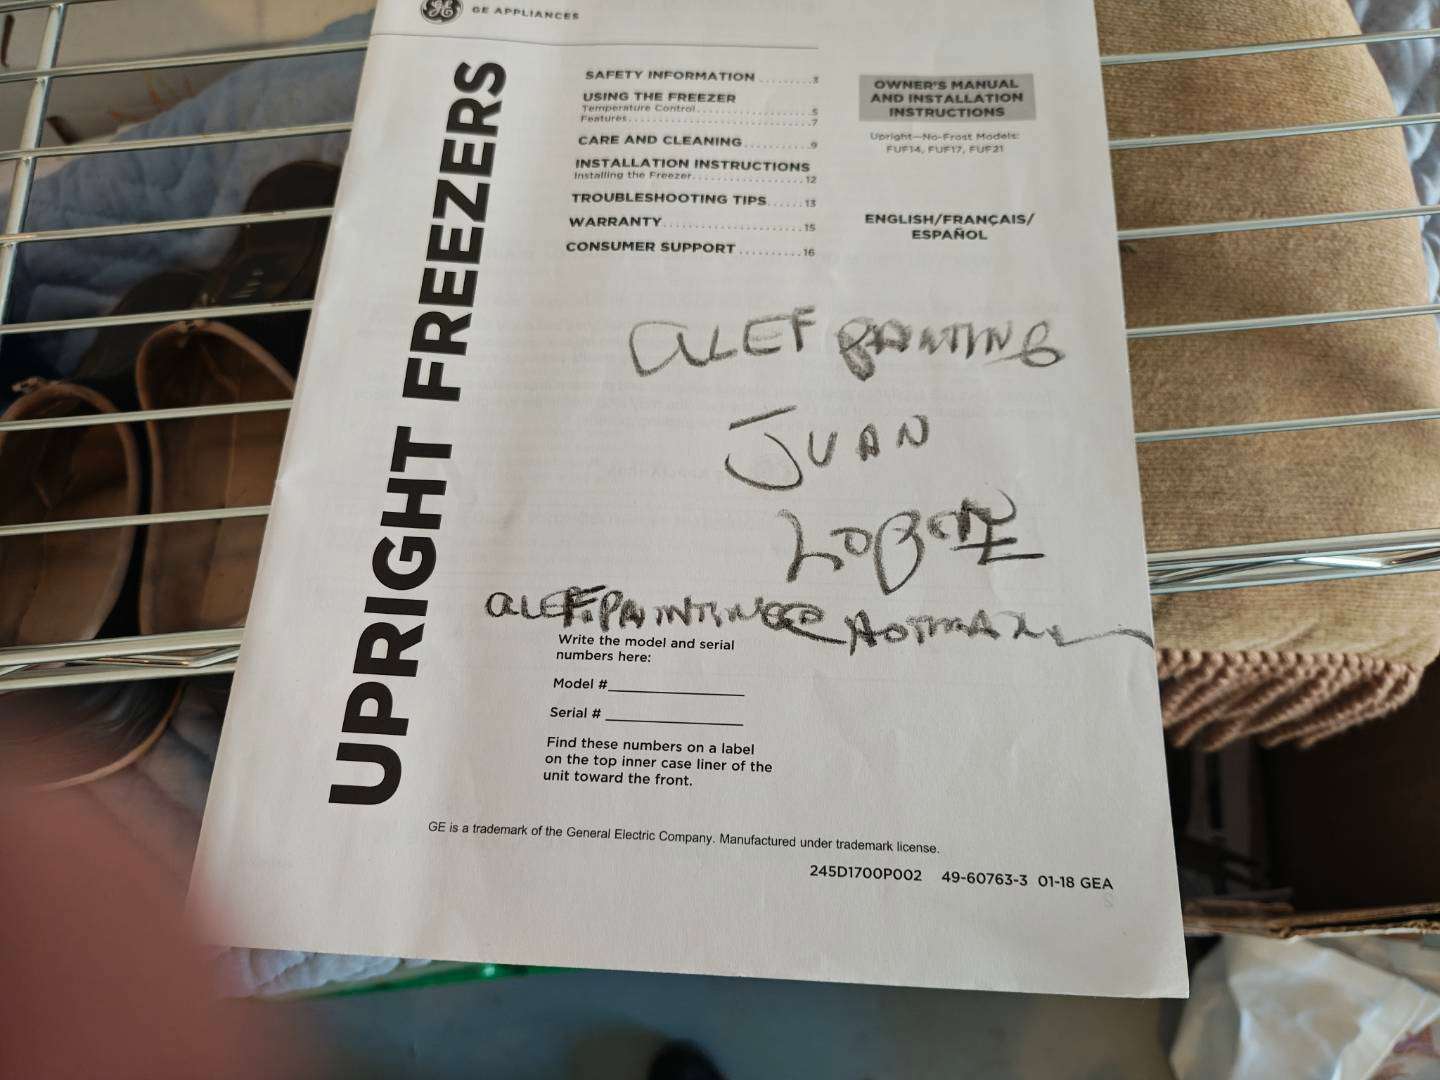 GE APPLIANCES
UPRIGHT FREEZERS
SAFETY INFORMATION ......... 3
USING THE FREEZER
Temperature Control ......................... 5
Features ......................................... 7
CARE AND CLEANING ........... 9
INSTALLATION INSTRUCTIONS
Installing the Freezer ................... 12
TROUBLESHOOTING TIPS ...... 13
WARRANTY ....................... 15
CONSUMER SUPPORT .......... 16
OWNER'S MANUAL
AND INSTALLATION
INSTRUCTIONS
Upright—No-Frost Models:
FUF14, FUF17, FUF21
ENGLISH/FRANÇAIS/
ESPAÑOL
ALEF PAINTING
JUAN
ALEF.PAINTING@
Write the model and serial
numbers here:
Model #
Serial #
Find these numbers on a label
on the top inner case liner of the
unit toward the front.
GE is a trademark of the General Electric Company. Manufactured under trademark license.
245D1700P002 49-60763-3 01-18 GEA